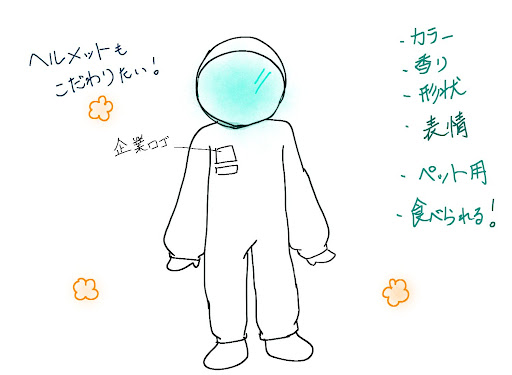 ヘルメットも
こだわりたい！
企業ロゴ
・カラー
・香り
・形状
・表情
・ペット用
・食べられる！